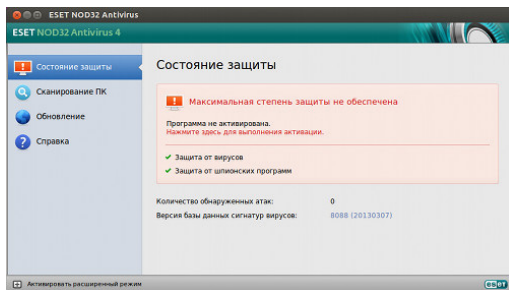 ESET NOD32 Antivirus
ESET NOD32 Antivirus 4
Состояние защиты
Сканирование ПК
Обновление
Справка
Состояние защиты
Максимальная степень защиты не обеспечена
Программа не активирована.
Нажмите здесь для выполнения активации.
Защита от вирусов
Защита от шпионских программ
Количество обнаруженных атак: 0
Версия базы данных сигнатур вирусов: 8088 (20130307)
Активировать расширенный режим
eset